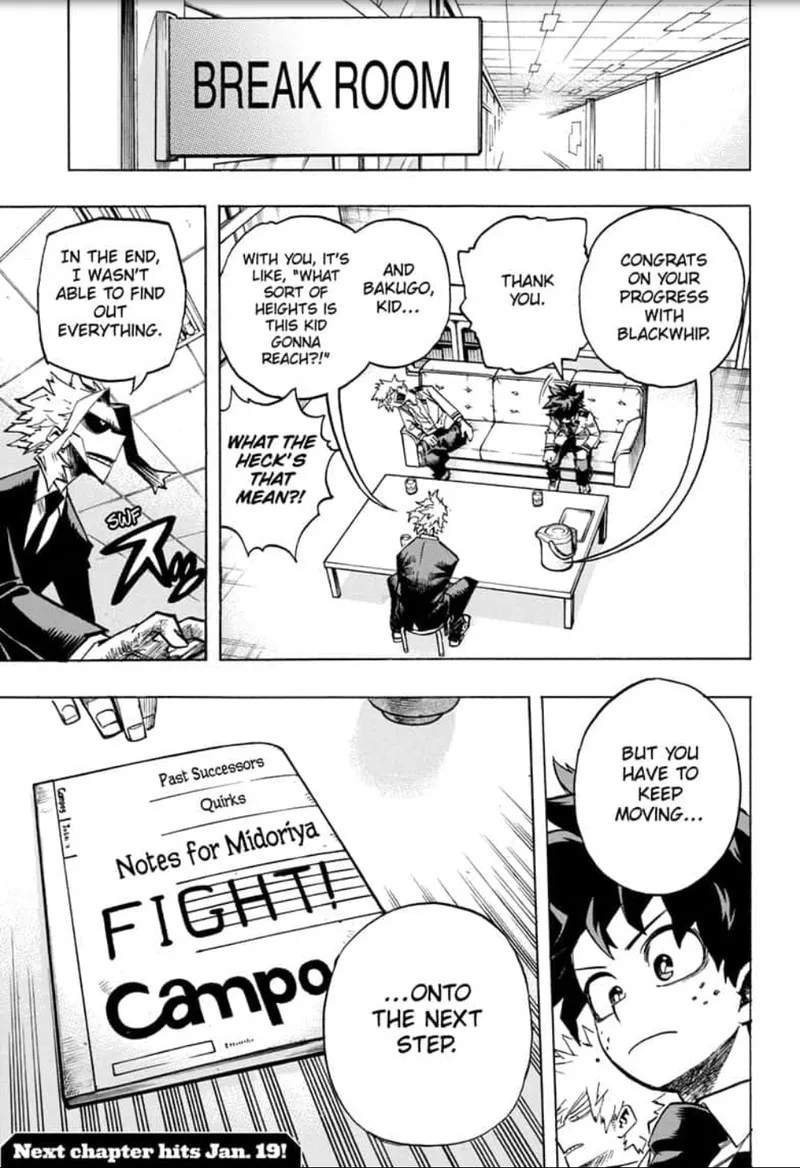 BREAK ROOM
CONGRATS
ON YOUR
PROGRESS
WITH
BLACKWHIP.
THANK
YOU.
AND
BAKUGO,
KID...
WITH YOU, IT'S
LIKE, "WHAT
SORT OF
HEIGHTS IS
THIS KID
GONNA
REACH?!"
WHAT THE
HECK'S
THAT
MEAN?!
IN THE END,
I WASN'T
ABLE TO FIND
OUT
EVERYTHING.
SWF
BUT YOU
HAVE TO
KEEP
MOVING...
Past Successors
Quirks
Notes for Midoriya
FIGHT!
Campo
Campos
...ONTO
THE NEXT
STEP.
Next chapter hits Jan. 19!